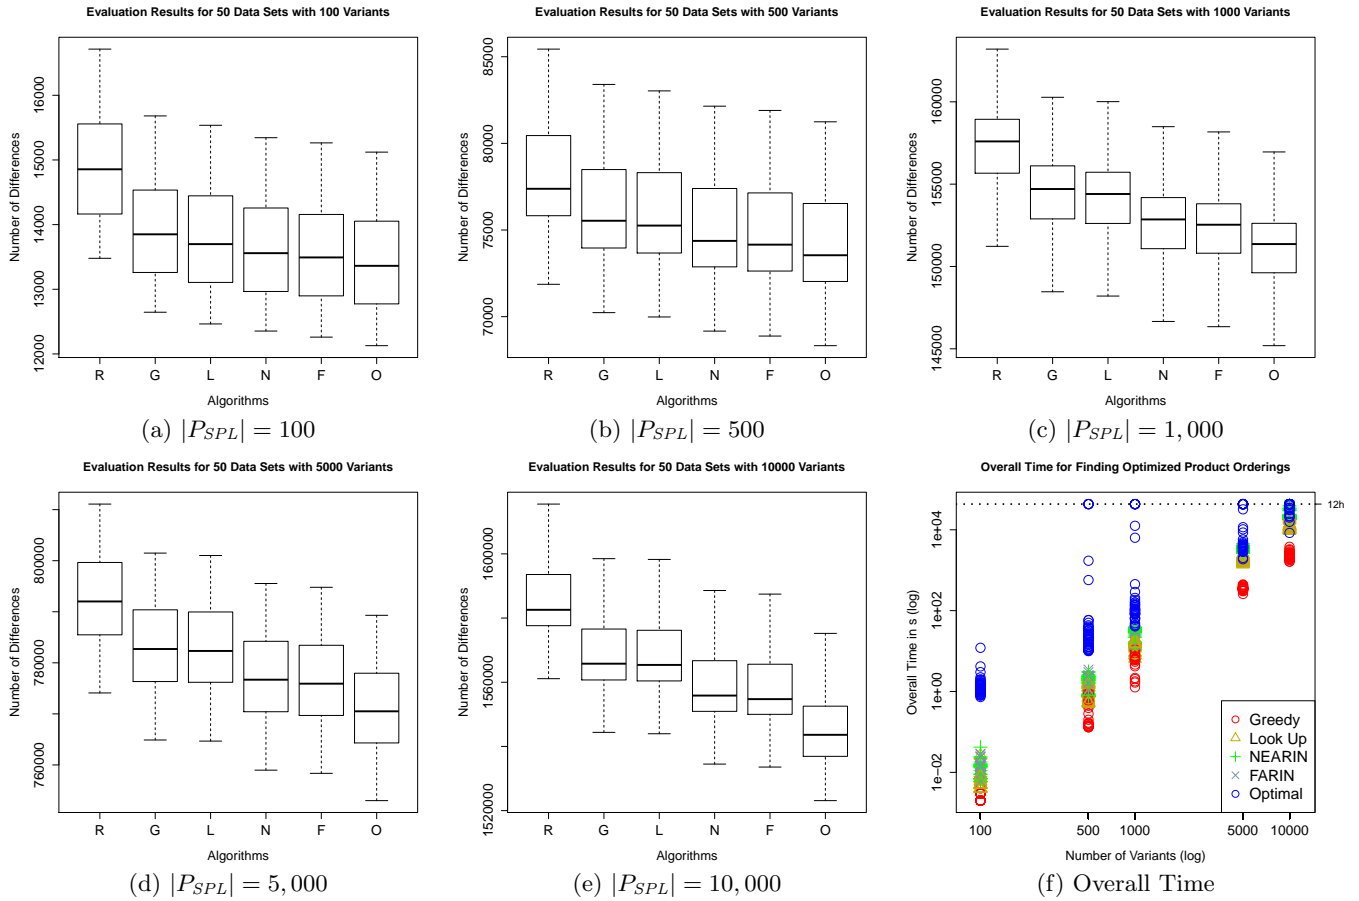 Evaluation Results for 50 Data Sets with 100 Variants
Number of Differences
16000
15000
14000
13000
12000
R G L N F O
Algorithms
(a) |P_SPL| = 100
Evaluation Results for 50 Data Sets with 500 Variants
Number of Differences
85000
80000
75000
70000
R G L N F O
Algorithms
(b) |P_SPL| = 500
Evaluation Results for 50 Data Sets with 1000 Variants
Number of Differences
160000
155000
150000
145000
R G L N F O
Algorithms
(c) |P_SPL| = 1,000
Evaluation Results for 50 Data Sets with 5000 Variants
Number of Differences
800000
780000
760000
R G L N F O
Algorithms
(d) |P_SPL| = 5,000
Evaluation Results for 50 Data Sets with 10000 Variants
Number of Differences
1600000
1560000
1520000
R G L N F O
Algorithms
(e) |P_SPL| = 10,000
Overall Time for Finding Optimized Product Orderings
Overall Time in s (log)
12h
1e+04
1e+02
1e+00
1e−02
Greedy
Look Up
NEARIN
FARIN
Optimal
100 500 1000 5000 10000
Number of Variants (log)
(f) Overall Time